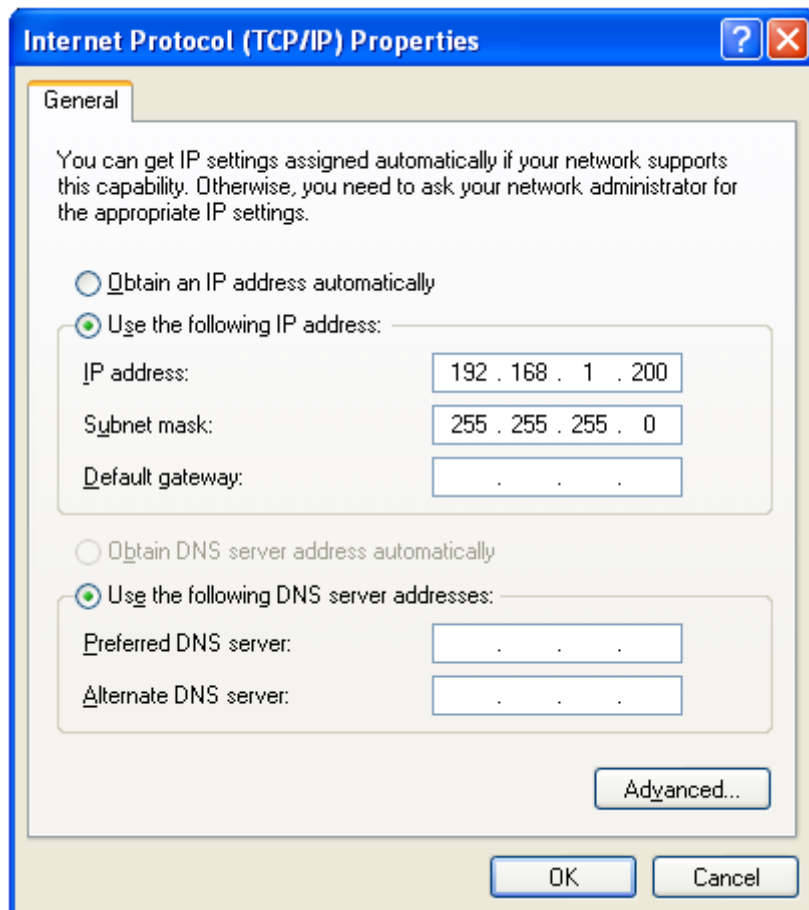 Internet Protocol (TCP/IP) Properties
?
General
You can get IP settings assigned automatically if your network supports
this capability. Otherwise, you need to ask your network administrator for
the appropriate IP settings.
Obtain an IP address automatically
Use the following IP address:
IP address: 192 . 168 . 1 . 200
Subnet mask: 255 . 255 . 255 . 0
Default gateway: . . .
Obtain DNS server address automatically
Use the following DNS server addresses:
Preferred DNS server: . . .
Alternate DNS server: . . .
Advanced...
OK Cancel